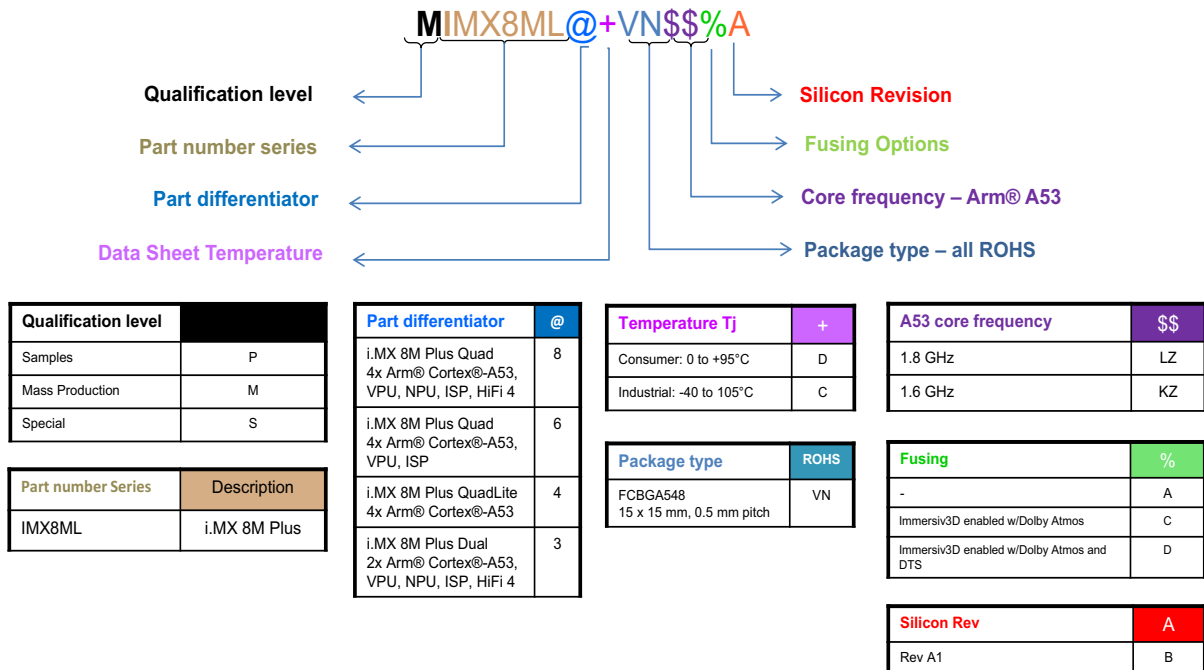 MIMX8ML@+VN$$%A
Qualification level
Part number series
Part differentiator
Data Sheet Temperature
Silicon Revision
Fusing Options
Core frequency – Arm® A53
Package type – all ROHS
Qualification level
Samples P
Mass Production M
Special S
Part number Series Description
IMX8ML i.MX 8M Plus
Part differentiator @
i.MX 8M Plus Quad 8
4x Arm® Cortex®-A53,
VPU, NPU, ISP, HiFi 4
i.MX 8M Plus Quad 6
4x Arm® Cortex®-A53,
VPU, ISP
i.MX 8M Plus QuadLite 4
4x Arm® Cortex®-A53
i.MX 8M Plus Dual 3
2x Arm® Cortex®-A53,
VPU, NPU, ISP, HiFi 4
Temperature Tj +
Consumer: 0 to +95°C D
Industrial: -40 to 105°C C
Package type ROHS
FCBGA548 VN
15 x 15 mm, 0.5 mm pitch
A53 core frequency $$
1.8 GHz LZ
1.6 GHz KZ
Fusing %
- A
Immersiv3D enabled w/Dolby Atmos C
Immersiv3D enabled w/Dolby Atmos and D
DTS
Silicon Rev A
Rev A1 B